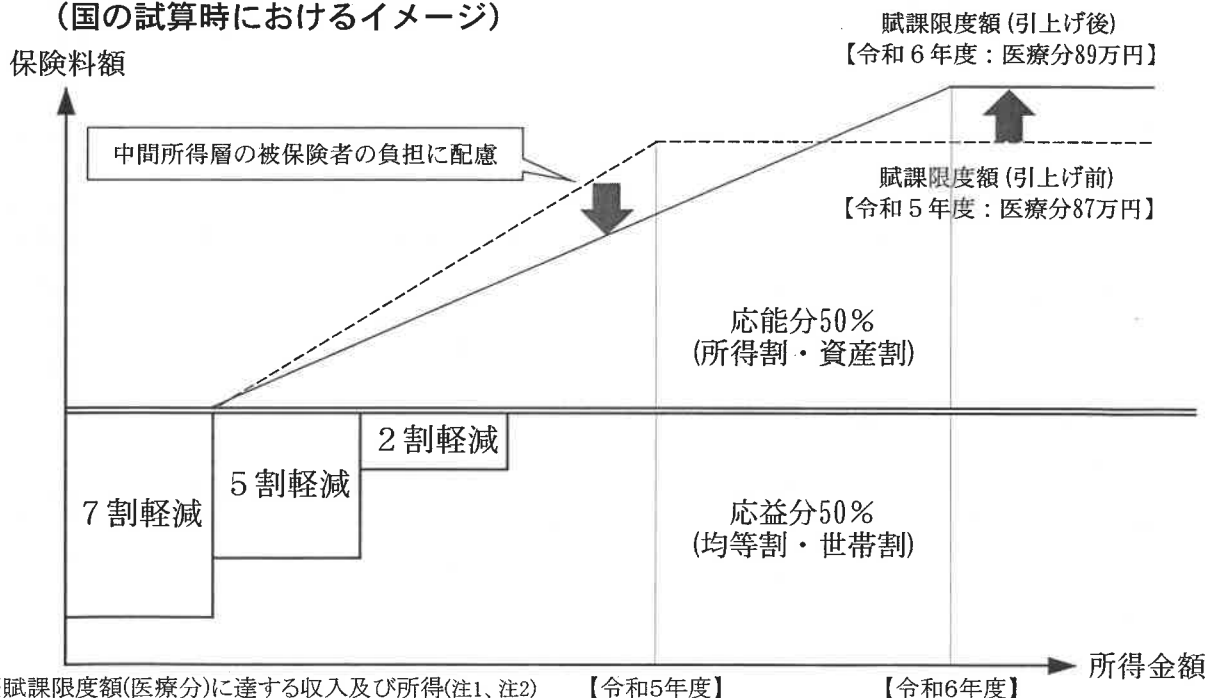 (国の試算時におけるイメージ)
賦課限度額(引上げ後)
【令和6年度:医療分89万円】
保険料額
中間所得層の被保険者の負担に配慮
賦課限度額(引上げ前)
【令和5年度:医療分87万円】
応能分50%
(所得割・資産割)
2割軽減
5割軽減
7割軽減
応益分50%
(均等割・世帯割)
所得金額
賦課限度額(医療分)に達する収入及び所得(注1、注2)
【令和5年度】
【令和6年度】